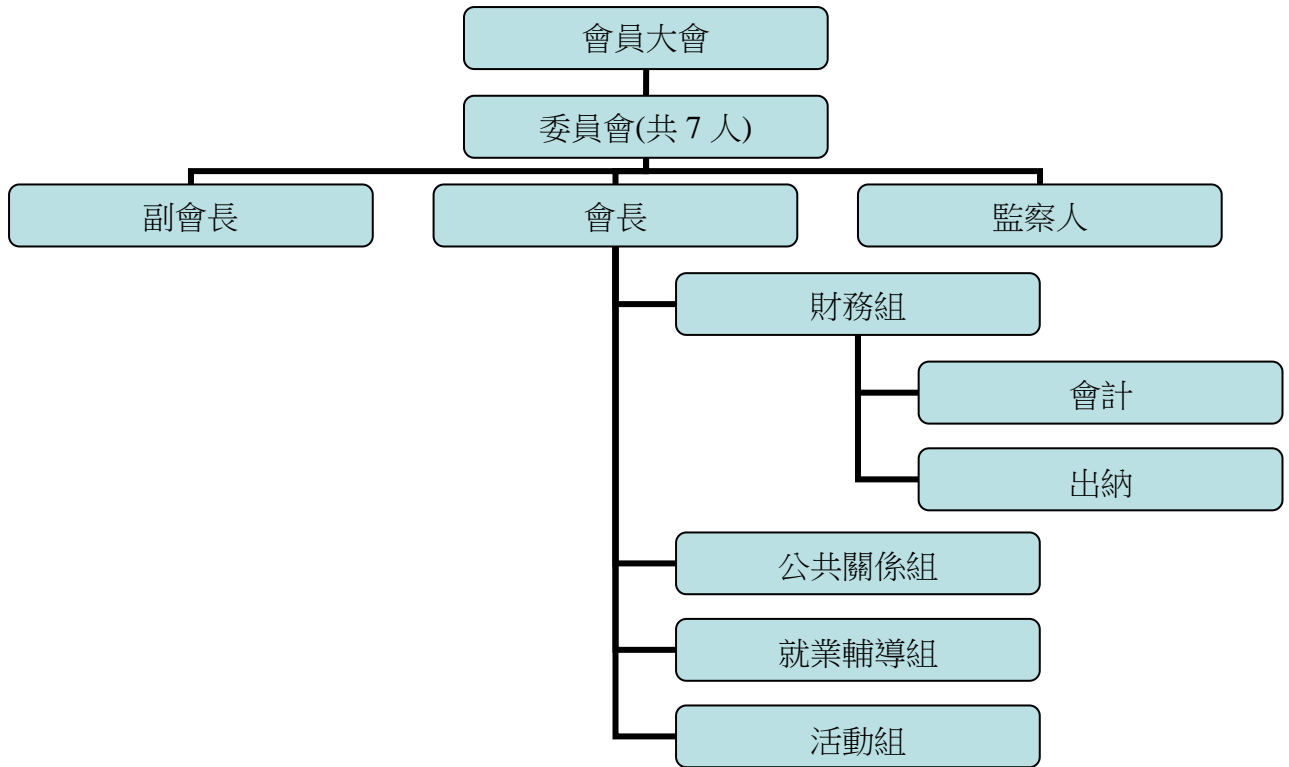 會員大會
委員會(共 7 人)
副會長
會長
監察人
財務組
會計
出納
公共關係組
就業輔導組
活動組